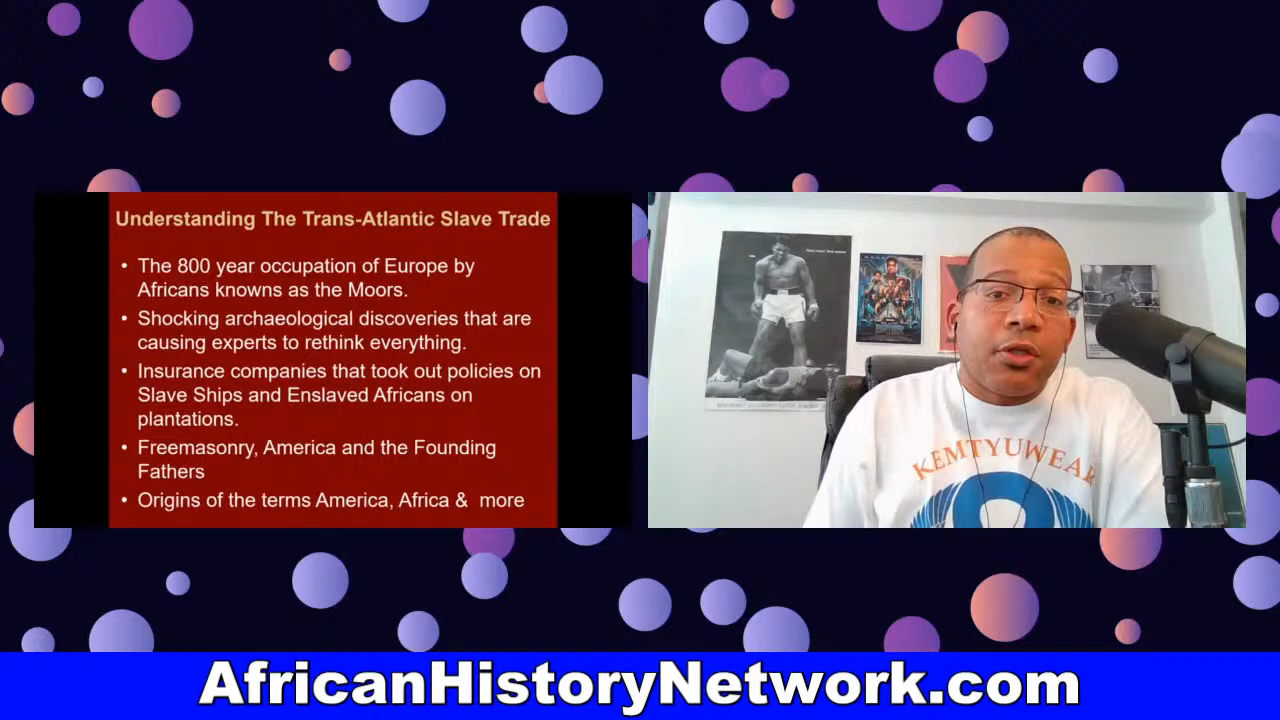 Understanding The Trans-Atlantic Slave Trade
• The 800 year occupation of Europe by
Africans knowns as the Moors.
• Shocking archaeological discoveries that are
causing experts to rethink everything.
• Insurance companies that took out policies on
Slave Ships and Enslaved Africans on
plantations.
• Freemasonry, America and the Founding
Fathers
• Origins of the terms America, Africa & more
KEMTYUWEAR
AfricanHistoryNetwork.com